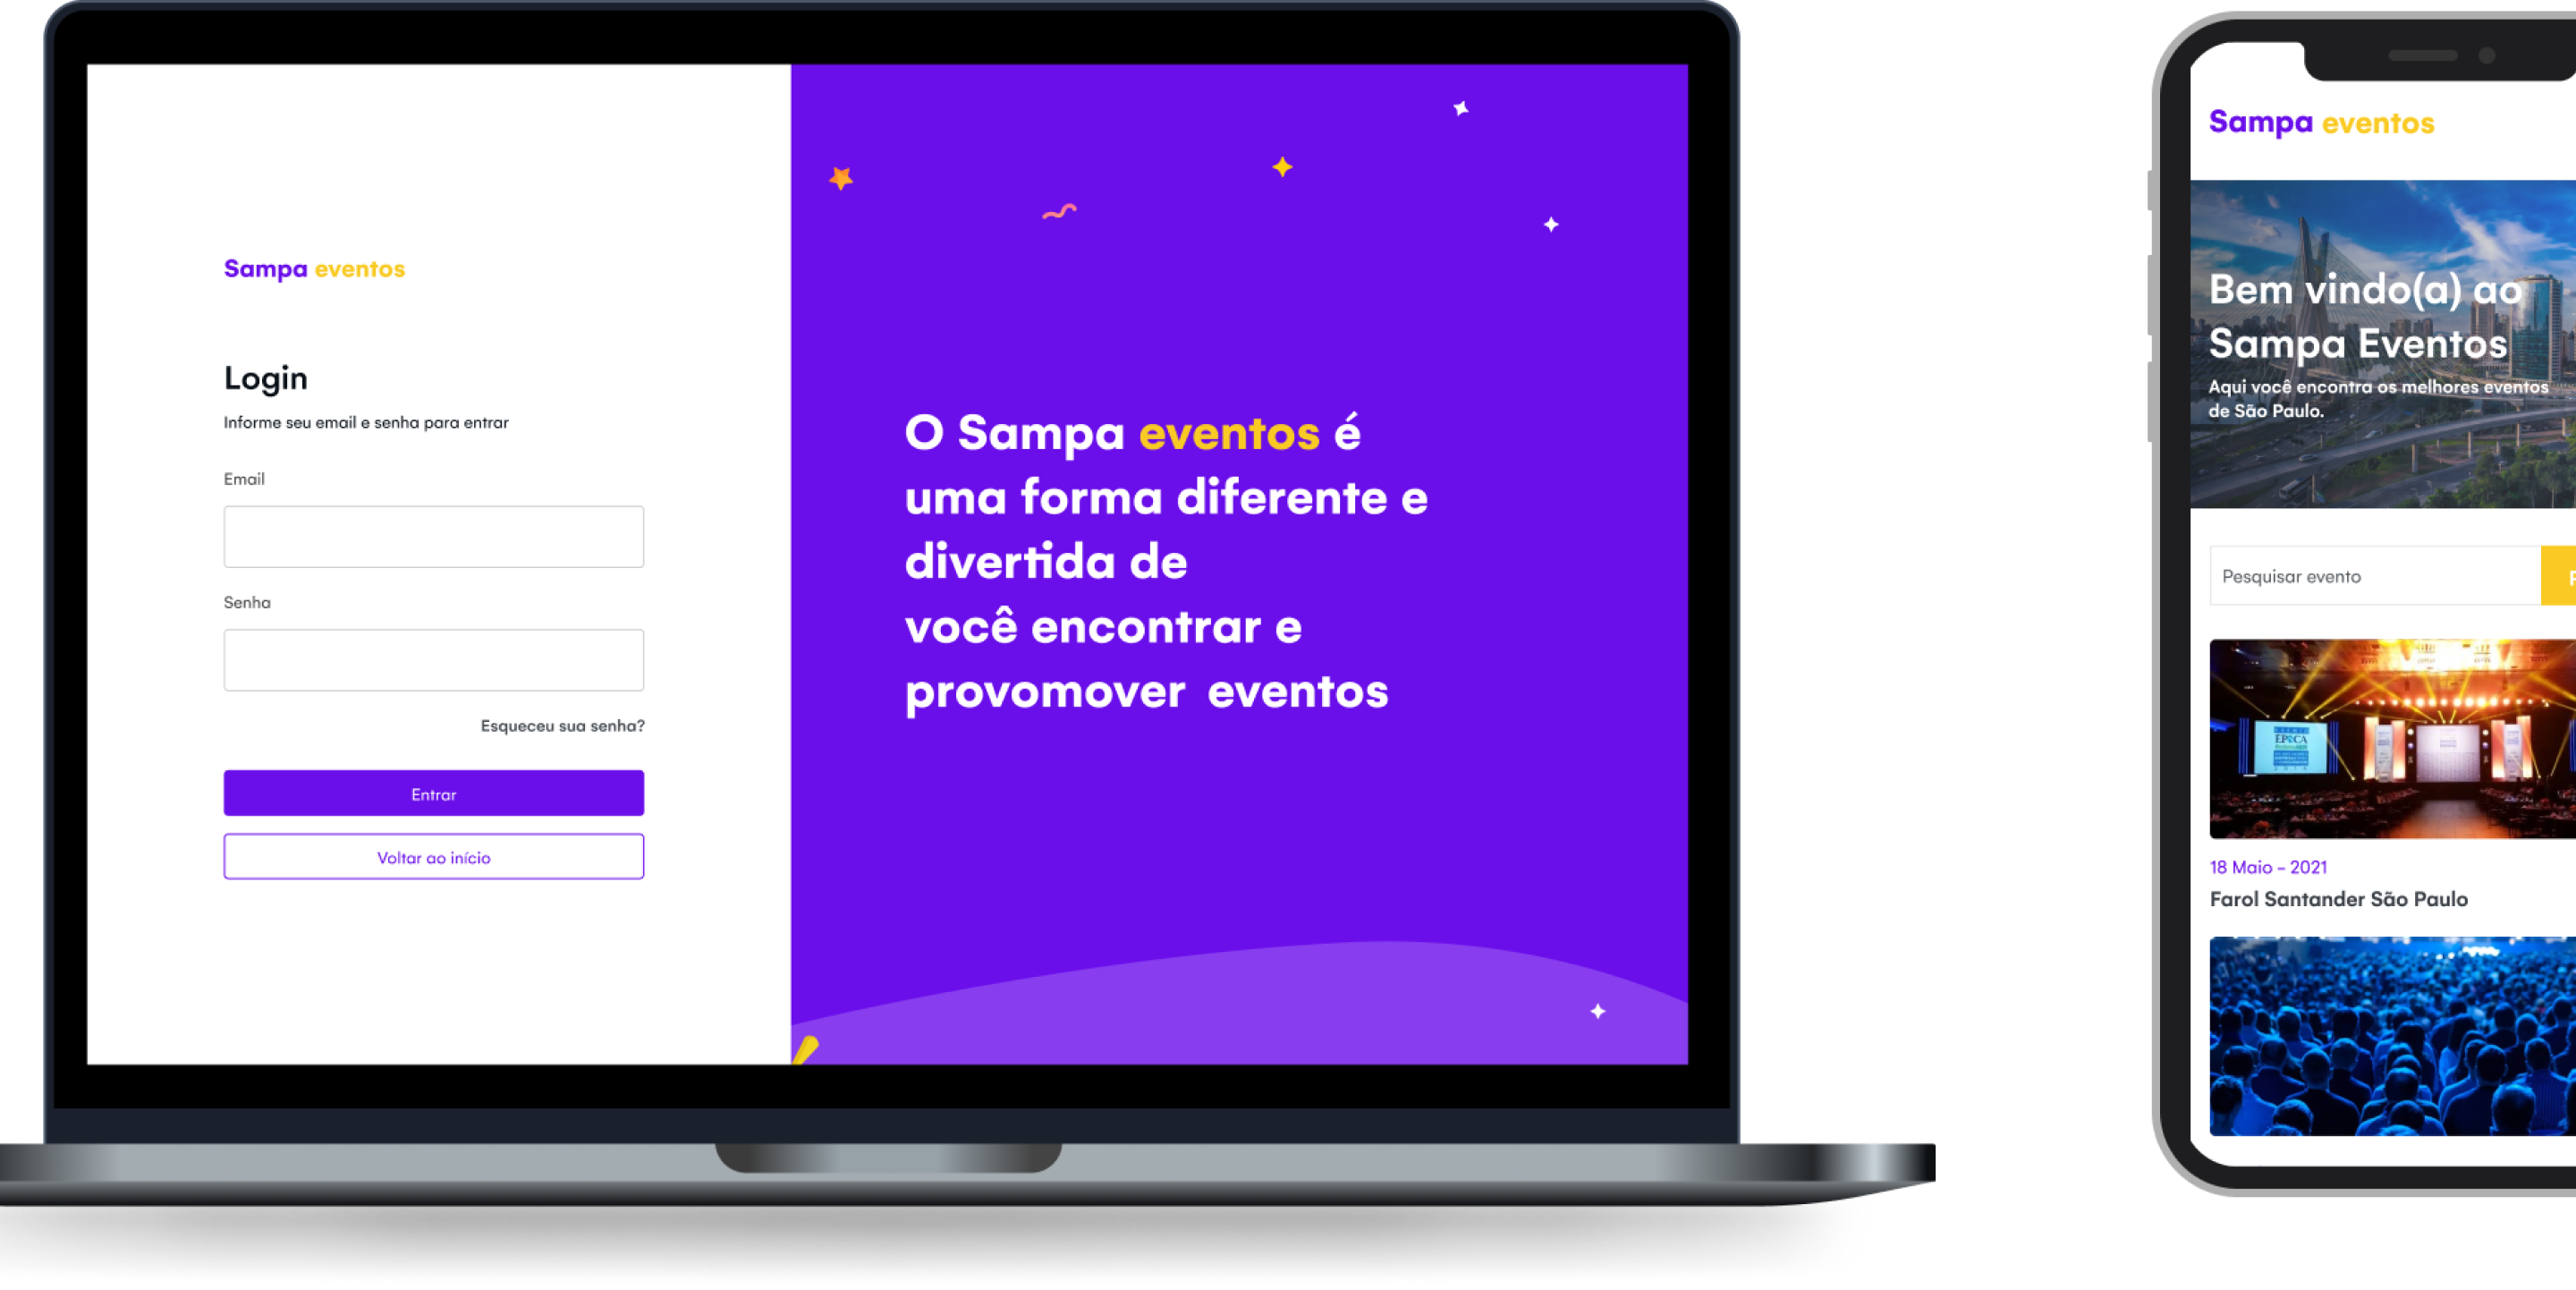 Sampa eventos
Login
Informe seu email e senha para entrar
Email
Senha
Esqueceu sua senha?
Entrar
Voltar ao início
O Sampa eventos é
uma forma diferente e
divertida de
você encontrar e
provomover eventos
Sampa eventos
Bem vindo(a) ao
Sampa Eventos
Aqui você encontra os melhores eventos
de São Paulo.
Pesquisar evento
ÉPOCA
18 Maio - 2021
Farol Santander São Paulo